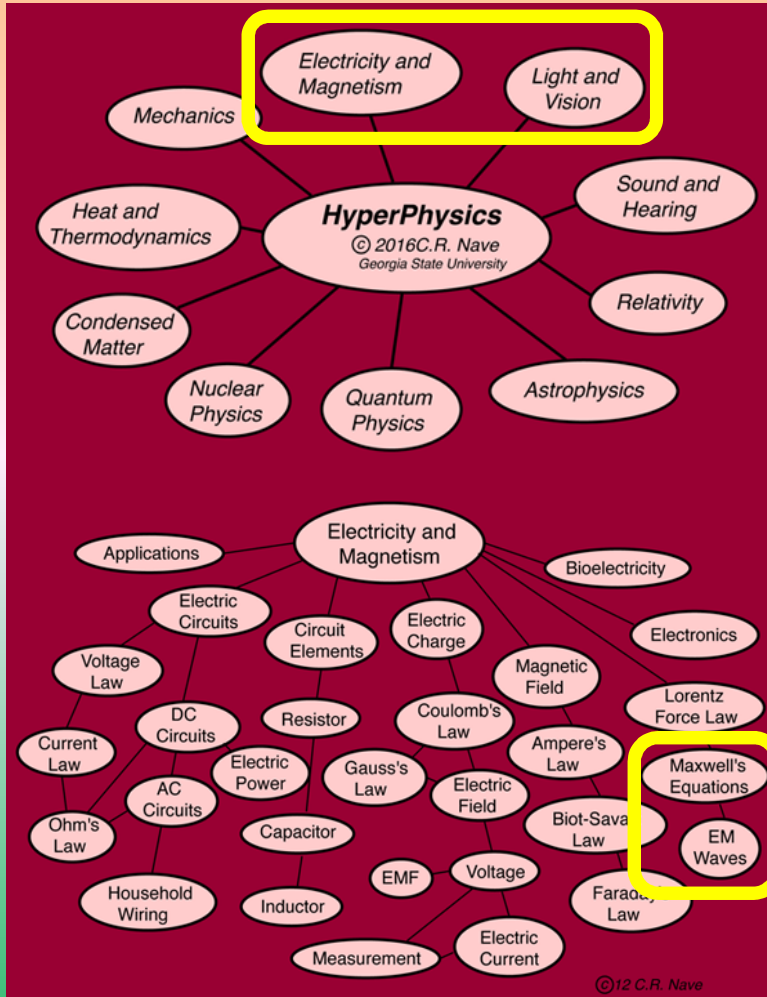 Electricity and
Magnetism
Light and
Vision
Mechanics
Sound and
Hearing
Heat and
Thermodynamics
HyperPhysics
© 2016C.R. Nave
Georgia State University
Relativity
Condensed
Matter
Nuclear
Physics
Quantum
Physics
Astrophysics
Electricity and
Magnetism
Applications
Bioelectricity
Electric
Circuits
Circuit
Elements
Electric
Charge
Electronics
Voltage
Law
Magnetic
Field
DC
Circuits
Resistor
Coulomb's
Law
Lorentz
Force Law
Current
Law
Electric
Power
Gauss's
Law
Ampere's
Law
Maxwell's
Equations
AC
Circuits
Electric
Field
Ohm's
Law
Capacitor
Biot-Sava
Law
EM
Waves
EMF
Voltage
Household
Wiring
Inductor
Faraday
Law
Measurement
Electric
Current
©12 C.R. Nave